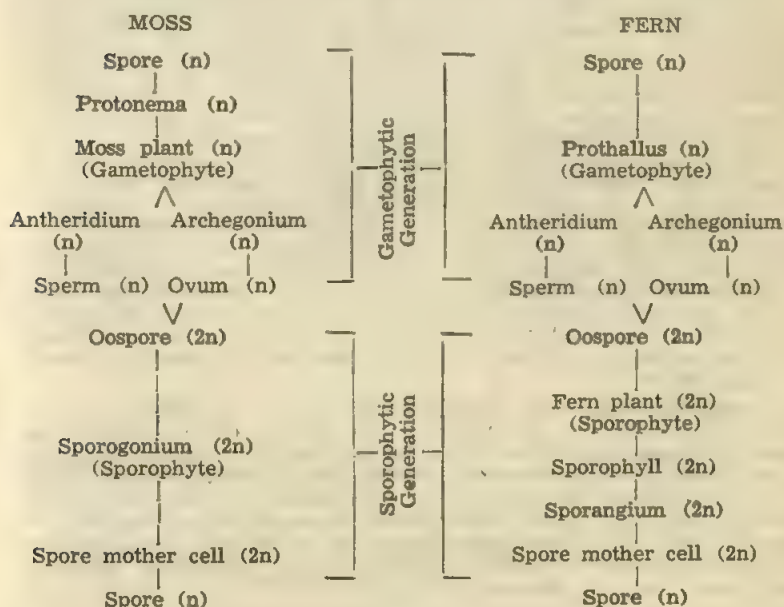 MOSS
Spore (n)
Protonema (n)
Moss plant (n)
(Gametophyte)
Antheridium Archegonium
(n) (n)
Sperm (n) Ovum (n)
Oospore (2n)
Sporogonium (2n)
(Sporophyte)
Spore mother cell (2n)
Spore (n)
Gametophytic
Generation
Sporophytic
Generation
FERN
Spore (n)
Prothallus (n)
(Gametophyte)
Antheridium Archegonium
(n) (n)
Sperm (n) Ovum (n)
Oospore (2n)
Fern plant (2n)
(Sporophyte)
Sporophyll (2n)
Sporangium (2n)
Spore mother cell (2n)
Spore (n)